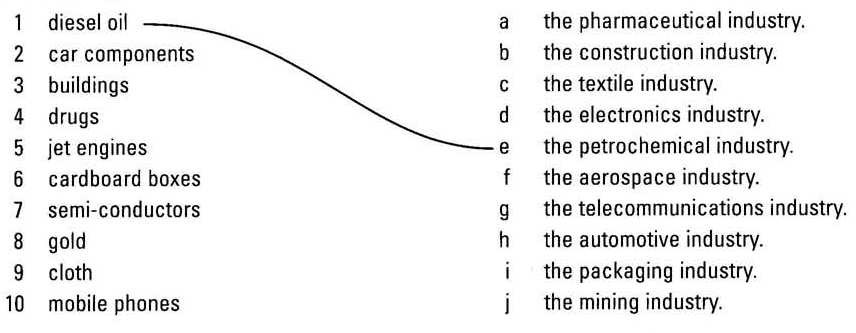 1 diesel oil a the pharmaceutical industry.
2 car components b the construction industry.
3 buildings c the textile industry.
4 drugs d the electronics industry.
5 jet engines e the petrochemical industry.
6 cardboard boxes f the aerospace industry.
7 semi-conductors g the telecommunications industry.
8 gold h the automotive industry.
9 cloth i the packaging industry.
10 mobile phones j the mining industry.